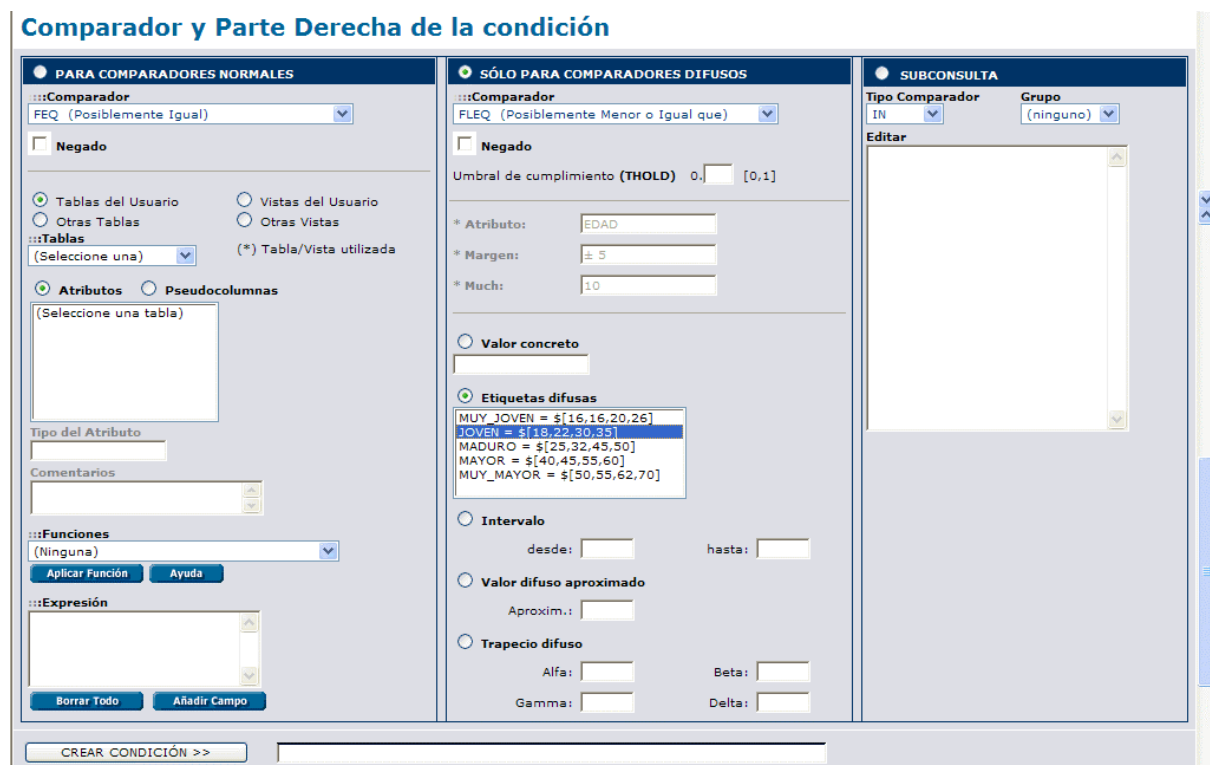 Comparador y Parte Derecha de la condición
PARA COMPARADORES NORMALES
:::Comparador
FEQ (Posiblemente Igual)
Negado
Tablas del Usuario
Vistas del Usuario
Otras Tablas
Otras Vistas
:::Tablas
(Seleccione una)
(*) Tabla/Vista utilizada
Atributos
Pseudocolumnas
(Seleccione una tabla)
Tipo del Atributo
Comentarios
:::Funciones
(Ninguna)
Aplicar Función
Ayuda
:::Expresión
Borrar Todo
Añadir Campo
SÓLO PARA COMPARADORES DIFUSOS
:::Comparador
FLEQ (Posiblemente Menor o Igual que)
Negado
Umbral de cumplimiento (THOLD) 0. [0,1]
* Atributo: EDAD
* Margen: ± 5
* Much: 10
Valor concreto
Etiquetas difusas
MUY_JOVEN = $[16,16,20,26]
JOVEN = $[18,22,30,35]
MADURO = $[25,32,45,50]
MAYOR = $[40,45,55,60]
MUY_MAYOR = $[50,55,62,70]
Intervalo
desde: hasta:
Valor difuso aproximado
Aproxim.:
Trapecio difuso
Alfa: Beta:
Gamma: Delta:
SUBCONSULTA
Tipo Comparador Grupo
IN (ninguno)
Editar
CREAR CONDICIÓN >>